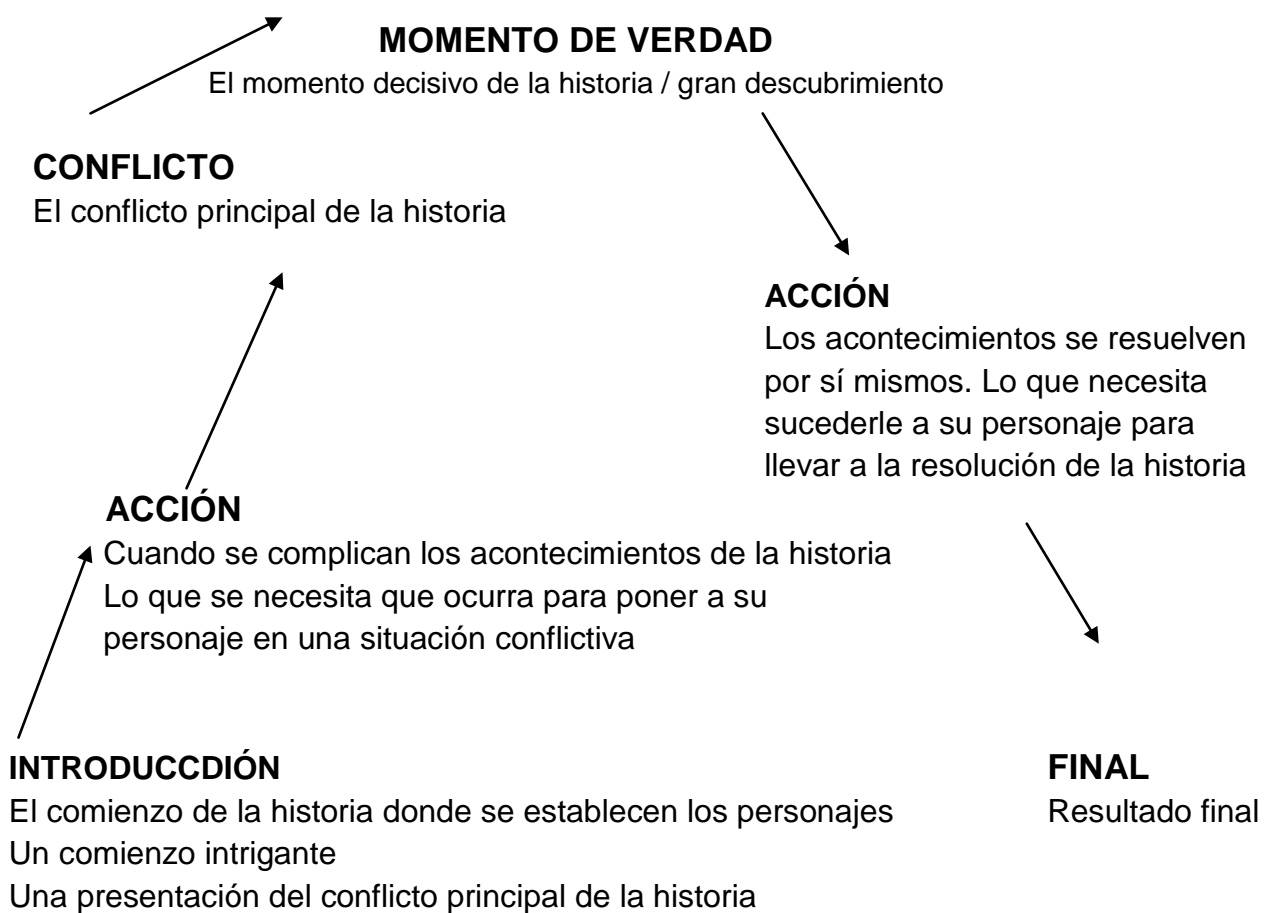 MOMENTO DE VERDAD
El momento decisivo de la historia / gran descubrimiento
CONFLICTO
El conflicto principal de la historia
ACCIÓN
Los acontecimientos se resuelven
por sí mismos. Lo que necesita
sucederle a su personaje para
llevar a la resolución de la historia
ACCIÓN
Cuando se complican los acontecimientos de la historia
Lo que se necesita que ocurra para poner a su
personaje en una situación conflictiva
INTRODUCCDIÓN
El comienzo de la historia donde se establecen los personajes
Un comienzo intrigante
Una presentación del conflicto principal de la historia
FINAL
Resultado final